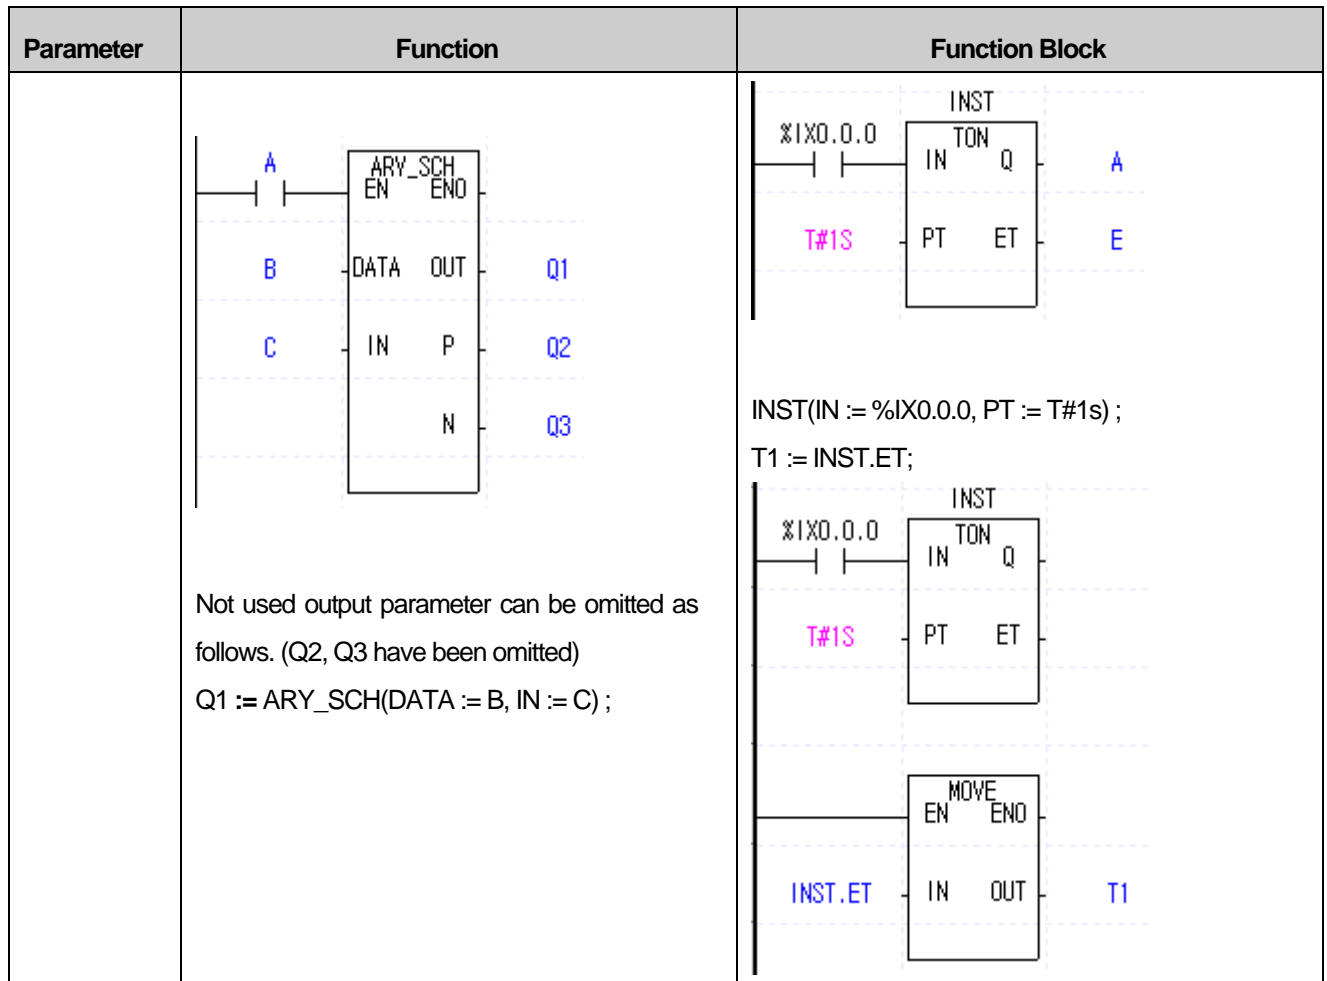 Parameter Function Function Block
A
ARY_SCH
EN ENO
B DATA OUT Q1
C IN P Q2
N Q3
Not used output parameter can be omitted as
follows. (Q2, Q3 have been omitted)
Q1 := ARY_SCH(DATA := B, IN := C) ;
INST
%IX0.0.0 TON
IN Q A
T#1S PT ET E
INST(IN := %IX0.0.0, PT := T#1s) ;
T1 := INST.ET;
INST
%IX0.0.0 TON
IN Q
T#1S PT ET
MOVE
EN ENO
INST.ET IN OUT T1